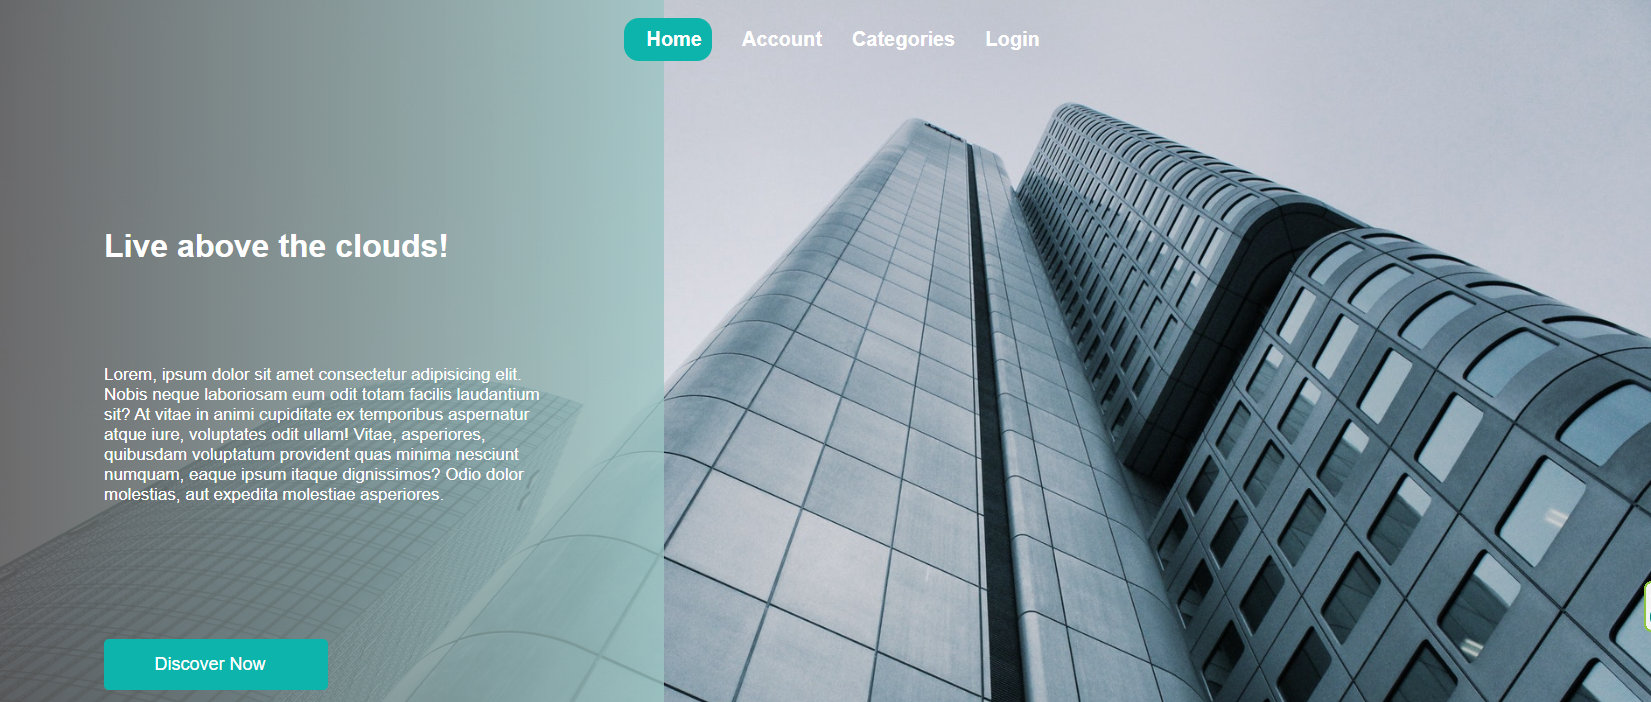 Home Account Categories Login
Live above the clouds!
Lorem, ipsum dolor sit amet consectetur adipisicing elit.
Nobis neque laboriosam eum odit totam facilis laudantium
sit? At vitae in animi cupiditate ex temporibus aspernatur
atque iure, voluptates odit ullam! Vitae, asperiores,
quibusdam voluptatum provident quas minima nesciunt
numquam, eaque ipsum itaque dignissimos? Odio dolor
molestias, aut expedita molestiae asperiores.
Discover Now